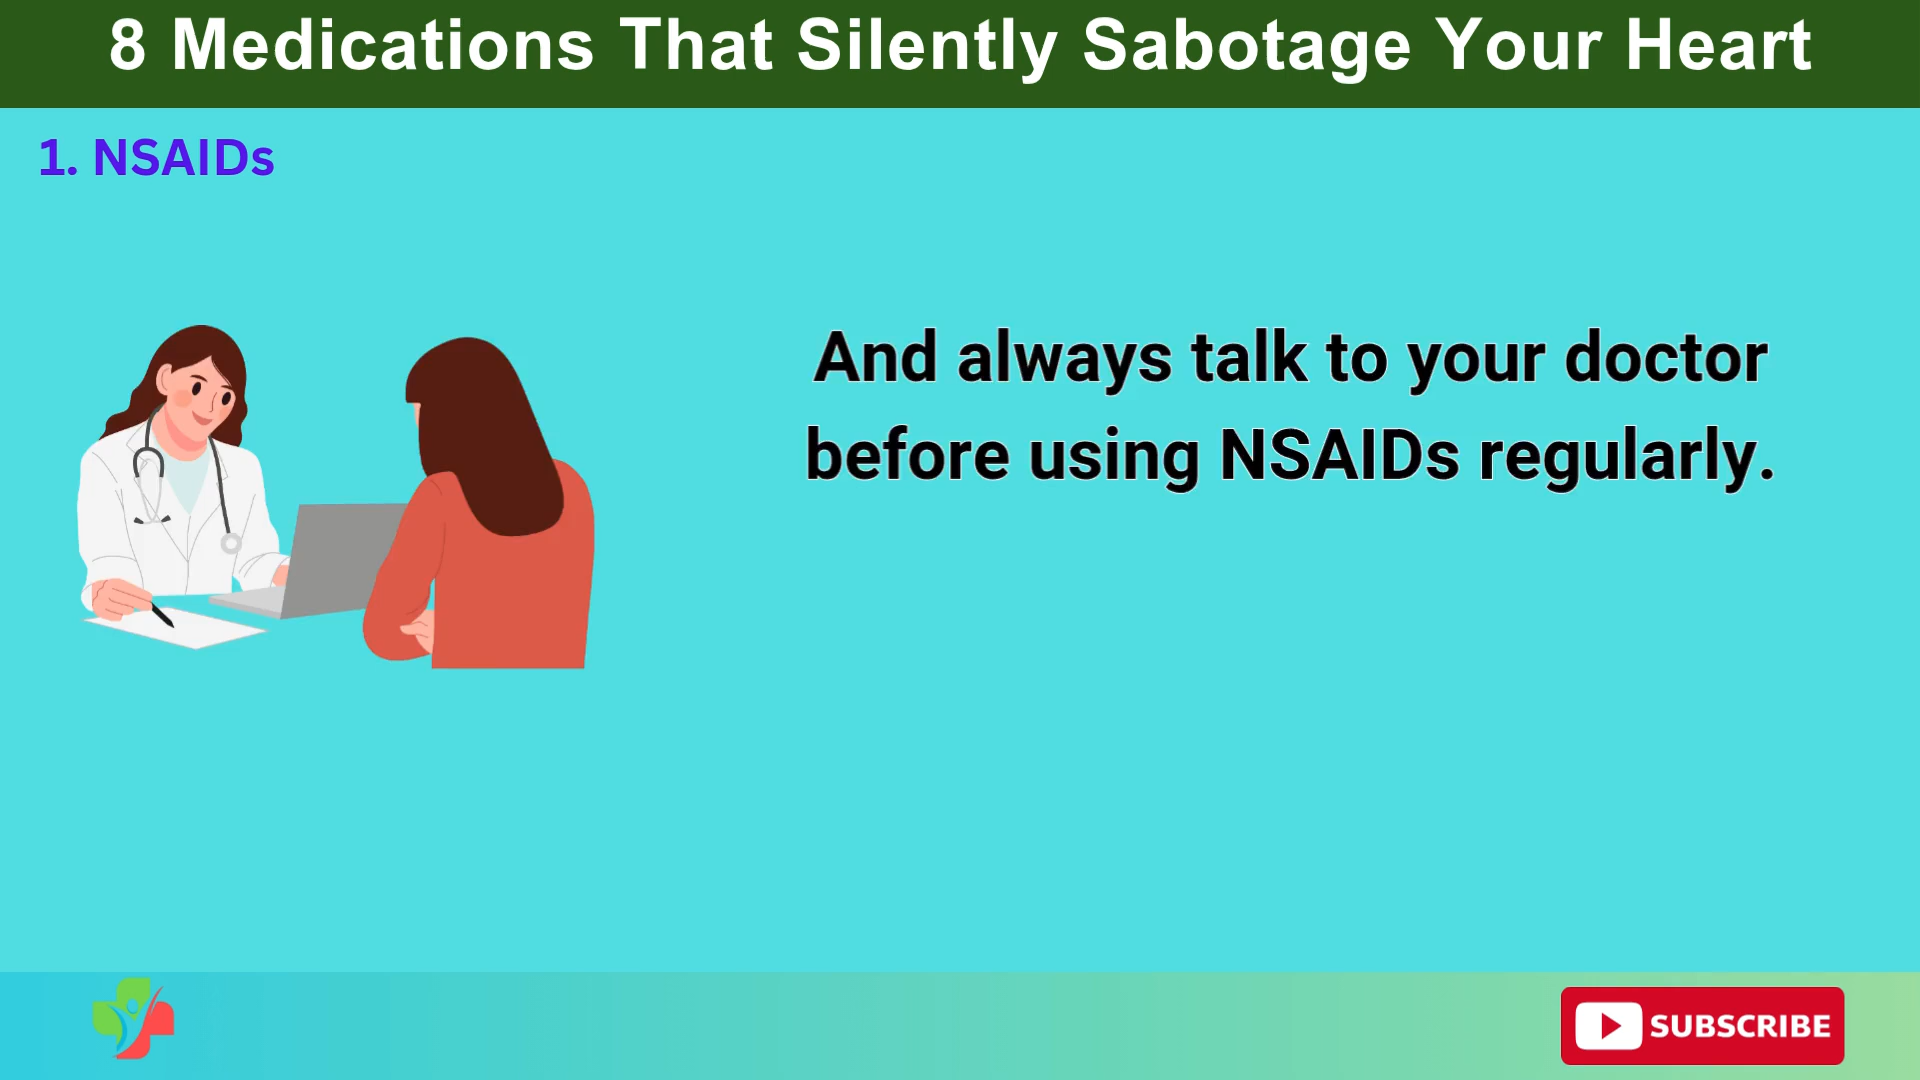 8 Medications That Silently Sabotage Your Heart
1. NSAIDs
And always talk to your doctor
before using NSAIDs regularly.
SUBSCRIBE